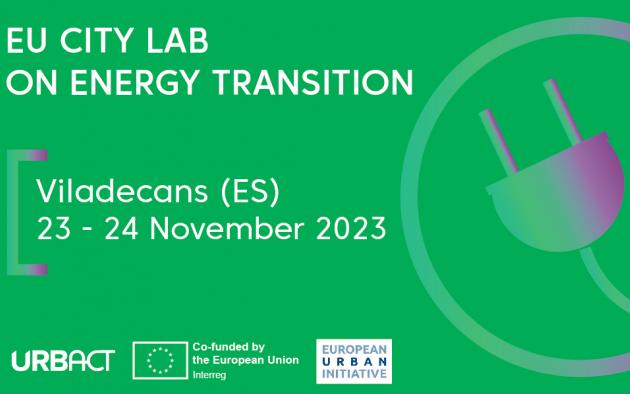 EU CITY LAB
ON ENERGY TRANSITION
Viladecans (ES)
23 - 24 November 2023
URBACT
Co-funded by
the European Union
Interreg
EUROPEAN
URBAN
INITIATIVE